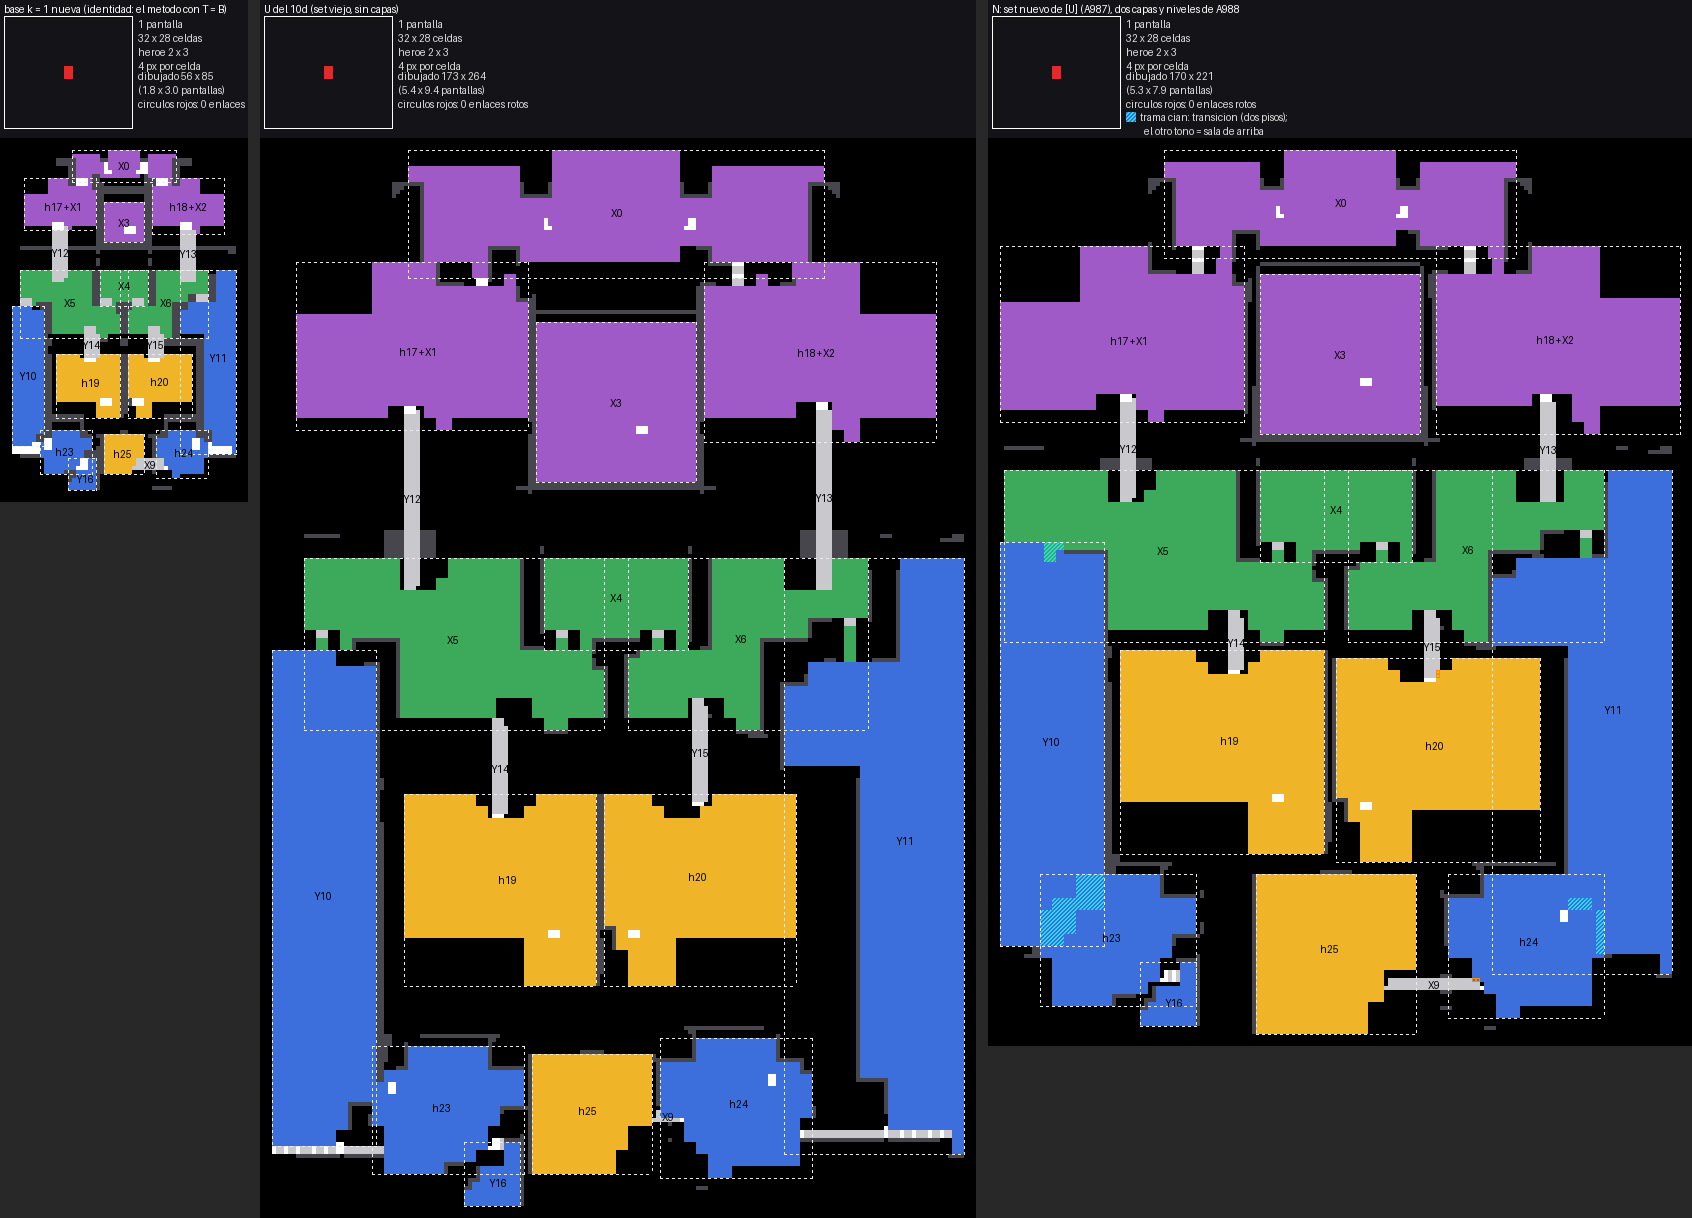 base k = 1 nueva (identidad: el metodo con T = B)
1 pantalla
32 x 28 celdas
heroe 2 x 3
4 px por celda
dibujado 56 x 85
(1.8 x 3.0 pantallas)
circulos rojos: 0 enlaces
X0
h17+X1
h18+X2
X3
Y12
Y13
X4
X5
X6
Y14
Y15
Y11
Y10
h19
h20
h23
h25
h24
X9
Y16
U del 10d (set viejo, sin capas)
1 pantalla
32 x 28 celdas
heroe 2 x 3
4 px por celda
dibujado 173 x 264
(5.4 x 9.4 pantallas)
circulos rojos: 0 enlaces rotos
X0
h17+X1
h18+X2
X3
Y12
Y13
X4
X5
X6
Y14
Y15
Y11
h19
h20
Y10
h23
h25
h24
X9
Y16
N: set nuevo de [U] (A987), dos capas y niveles de A988
1 pantalla
32 x 28 celdas
heroe 2 x 3
4 px por celda
dibujado 170 x 221
(5.3 x 7.9 pantallas)
circulos rojos: 0 enlaces rotos
trama cian: transicion (dos pisos);
el otro tono = sala de arriba
X0
h17+X1
h18+X2
X3
Y12
Y13
X4
X5
X6
Y14
Y15
Y11
Y10
h19
h20
h23
h25
h24
X9
Y16